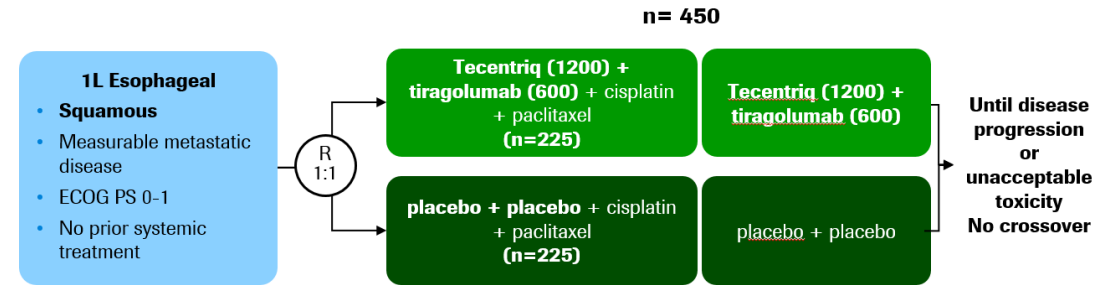 n= 450
1L Esophageal
• Squamous
• Measurable metastatic
disease
• ECOG PS 0-1
• No prior systemic
treatment
R
1:1
Tecentriq (1200) +
tiragolumab (600) + cisplatin
+ paclitaxel
(n=225)
Tecentriq (1200) +
tiragolumab (600)
placebo + placebo + cisplatin
+ paclitaxel
(n=225)
placebo + placebo
Until disease
progression
or
unacceptable
toxicity
No crossover